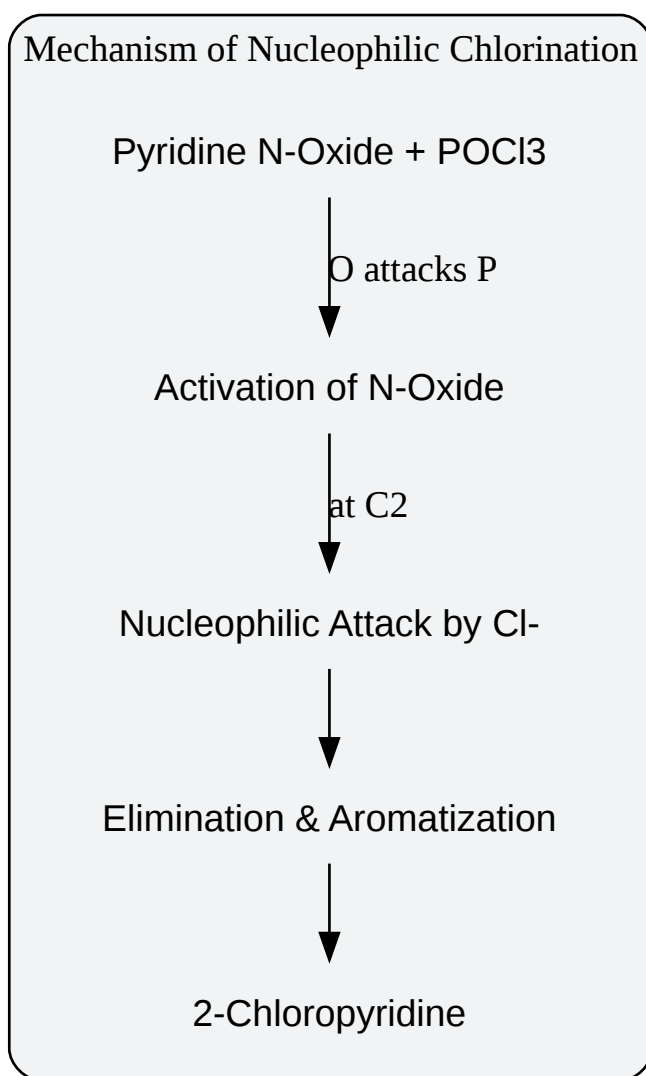 Mechanism of Nucleophilic Chlorination
Pyridine N-Oxide + POCl3
O attacks P
Activation of N-Oxide
at C2
Nucleophilic Attack by Cl-
Elimination & Aromatization
2-Chloropyridine